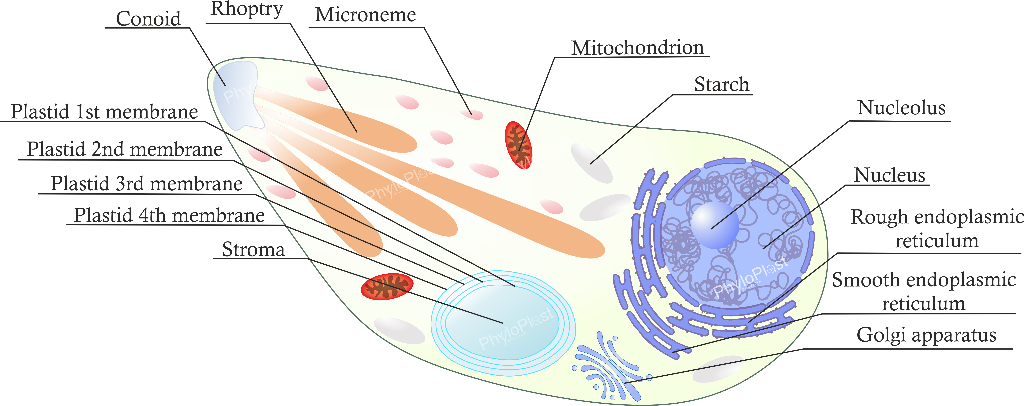 Conoid
Rhoptry
Microneme
Mitochondrion
Starch
Nucleolus
Nucleus
Rough endoplasmic
reticulum
Smooth endoplasmic
reticulum
Golgi apparatus
Plastid 1st membrane
Plastid 2nd membrane
Plastid 3rd membrane
Plastid 4th membrane
Stroma
PhyloPlast
PhyloPlast
PhyloPlast
PhyloPlast